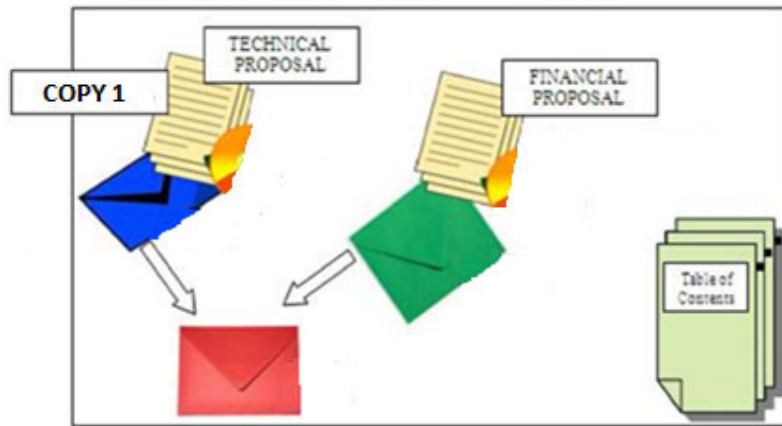 TECHNICAL
PROPOSAL
COPY 1
FINANCIAL
PROPOSAL
Table of
Contents